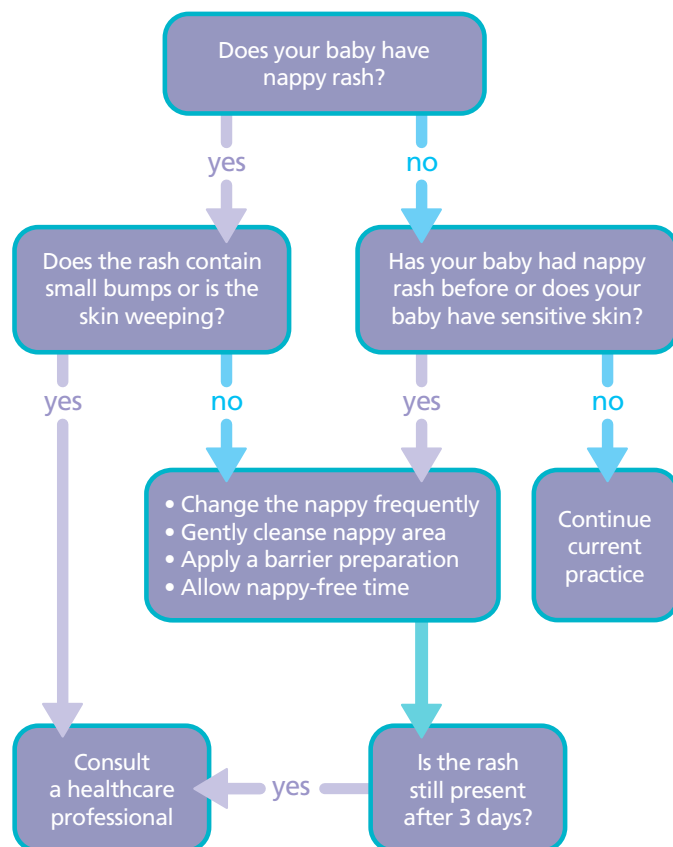 Does your baby have
nappy rash?
yes
no
Does the rash contain
small bumps or is the
skin weeping?
Has your baby had nappy
rash before or does your
baby have sensitive skin?
yes
no
yes
no
• Change the nappy frequently
• Gently cleanse nappy area
• Apply a barrier preparation
• Allow nappy-free time
Continue
current
practice
Consult
a healthcare
professional
yes
Is the rash
still present
after 3 days?